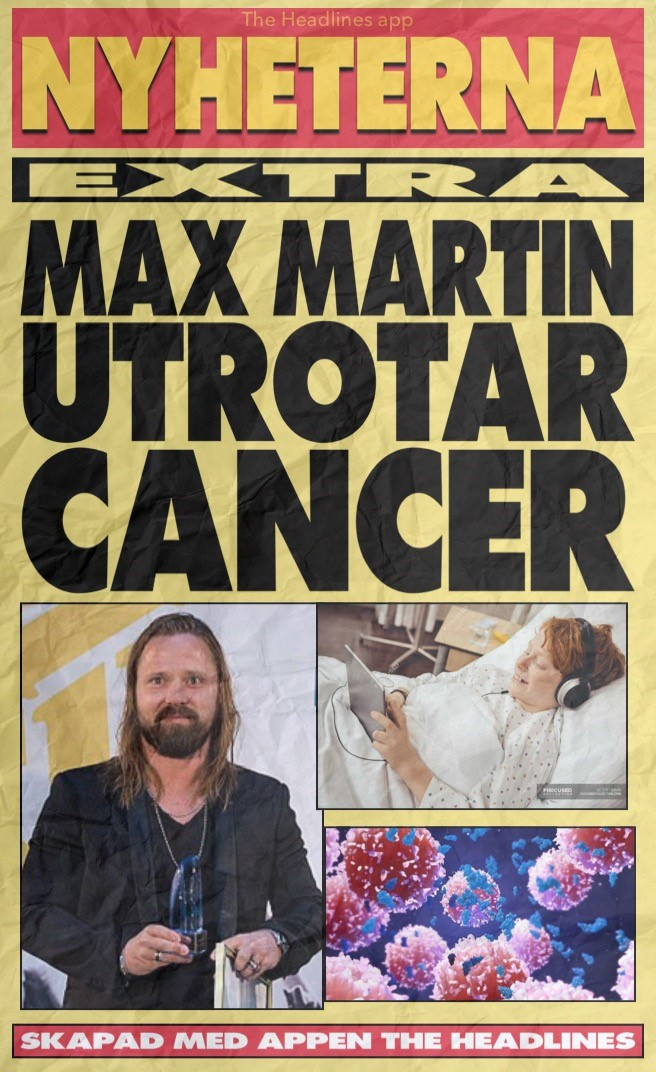 The Headlines app
NYHETERNA
EXTRA
MAX MARTIN
UTROTAR
CANCER
SKAPAD MED APPEN THE HEADLINES